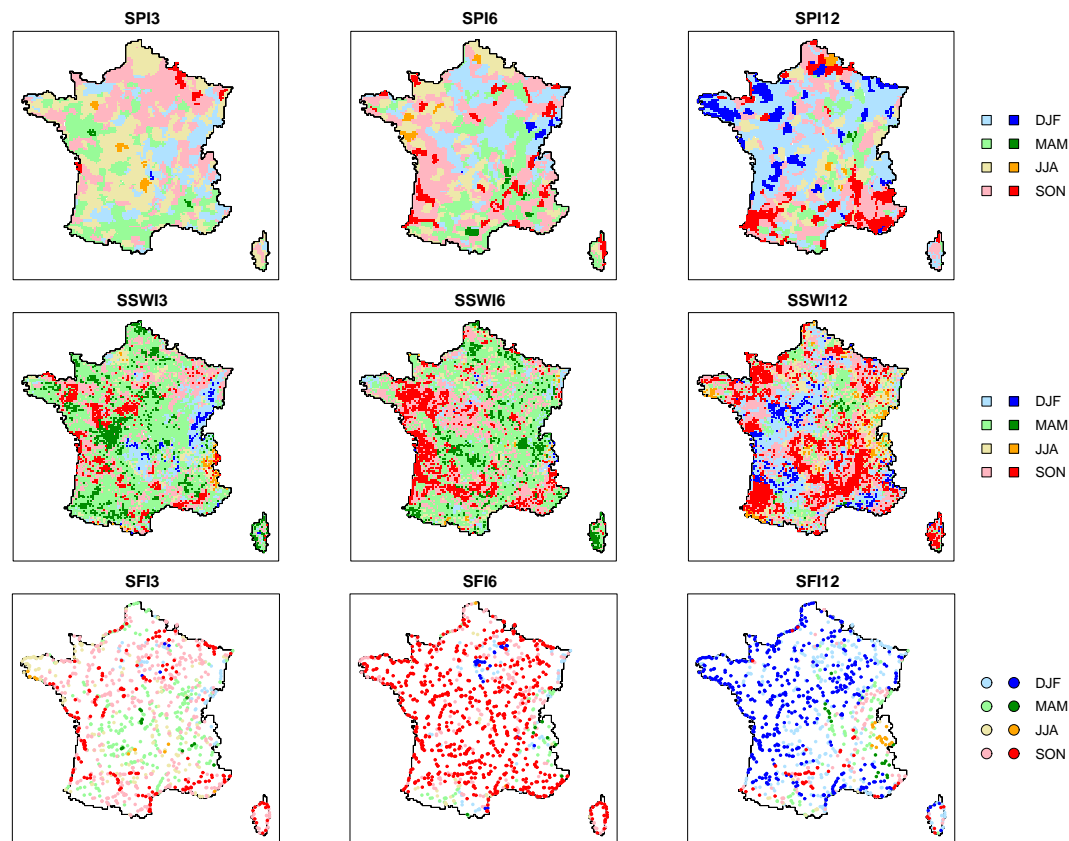 SPI3 SPI6 SPI12
DJF
MAM
JJA
SON
SSWI3 SSWI6 SSWI12
DJF
MAM
JJA
SON
SFI3 SFI6 SFI12
DJF
MAM
JJA
SON